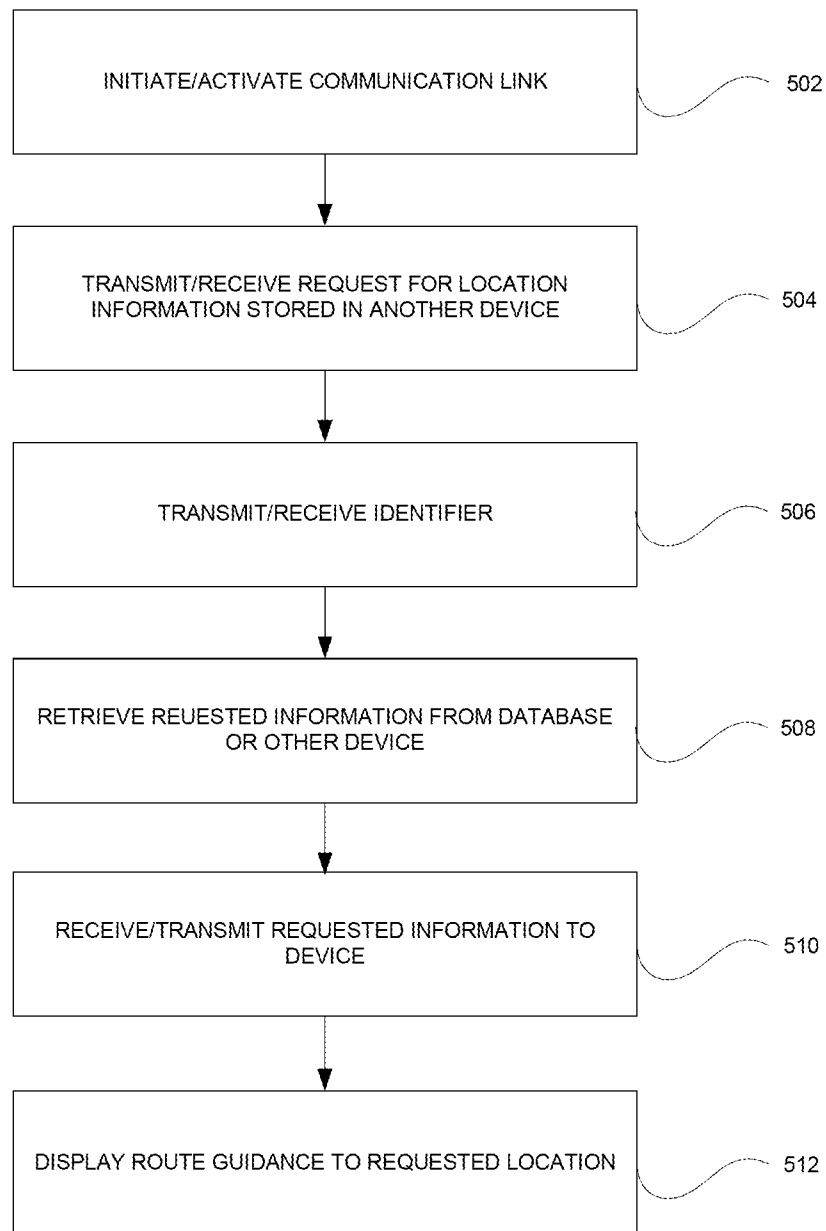 INITIATE/ACTIVATE COMMUNICATION LINK
502
TRANSMIT/RECEIVE REQUEST FOR LOCATION
INFORMATION STORED IN ANOTHER DEVICE
504
TRANSMIT/RECEIVE IDENTIFIER
506
RETRIEVE REUESTED INFORMATION FROM DATABASE
OR OTHER DEVICE
508
RECEIVE/TRANSMIT REQUESTED INFORMATION TO
DEVICE
510
DISPLAY ROUTE GUIDANCE TO REQUESTED LOCATION
512